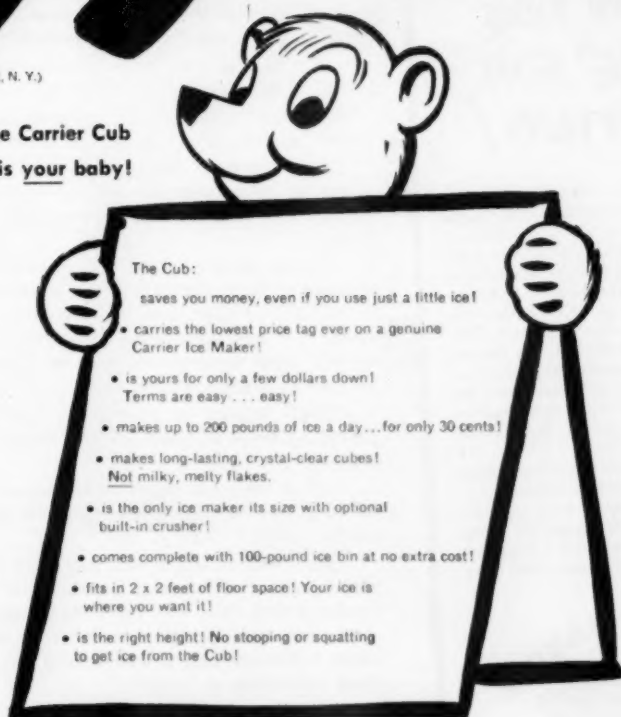 , N. Y.)
e Carrier Cub
is your baby!
The Cub:
saves you money, even if you use just a little ice!
• carries the lowest price tag ever on a genuine
Carrier Ice Maker!
• is yours for only a few dollars down!
Terms are easy . . . easy!
• makes up to 200 pounds of ice a day...for only 30 cents!
• makes long-lasting, crystal-clear cubes!
Not milky, melty flakes.
• is the only ice maker its size with optional
built-in crusher!
• comes complete with 100-pound ice bin at no extra cost!
• fits in 2 x 2 feet of floor space! Your ice is
where you want it!
• is the right height! No stooping or squatting
to get ice from the Cub!